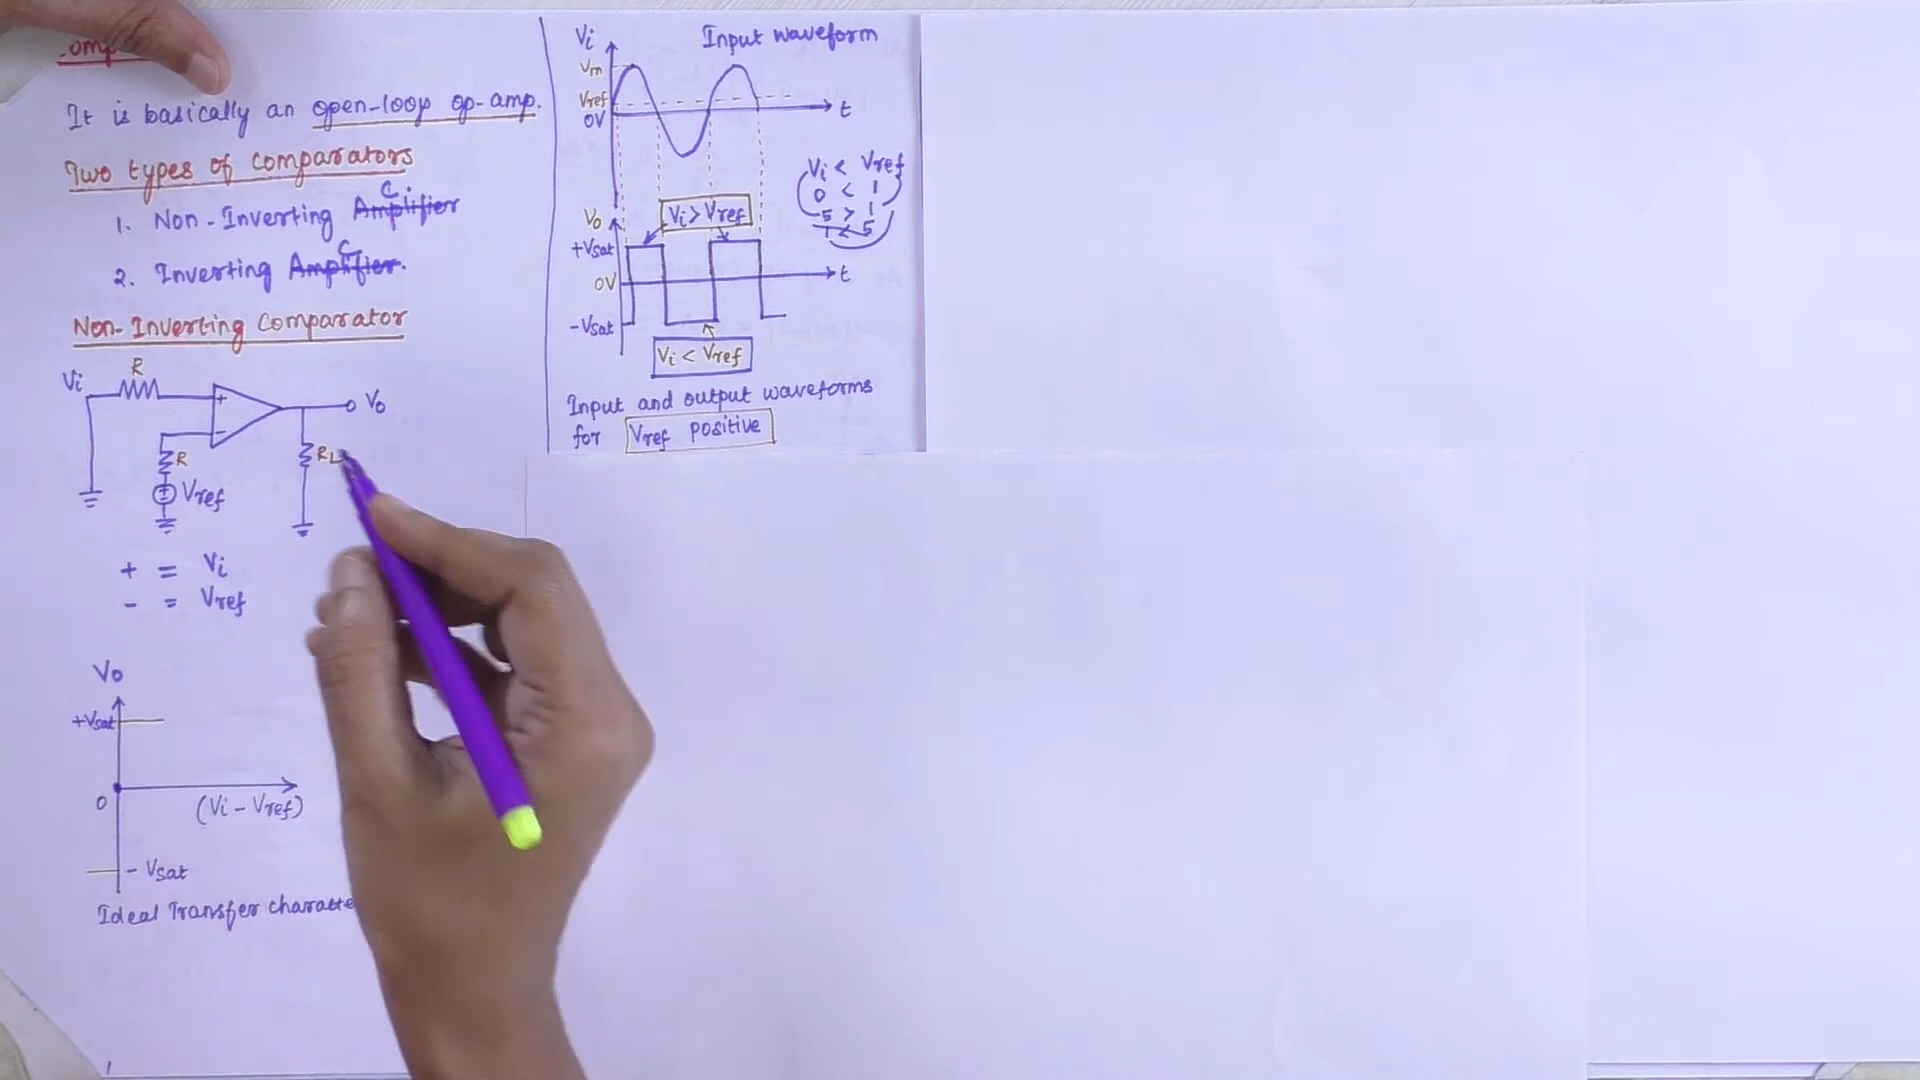 It is basically an open-loop op-amp.
Two types of comparators
C.
1. Non-Inverting Amplifier
C
2. Inverting Amplifier.
Non-Inverting Comparator
R
Vi
+
Vo
-
R
RL
Vref
+ = Vi
- = Vref
Vo
+Vsat
0
(Vi - Vref)
- Vsat
Ideal Transfer characte
Vi
Input waveform
Vm
Vref
0V
t
Vi < Vref
0 < 1
5 > 1
1 < 5
Vo
Vi > Vref
+Vsat
0V
t
-Vsat
Vi < Vref
Input and output waveforms
for Vref positive